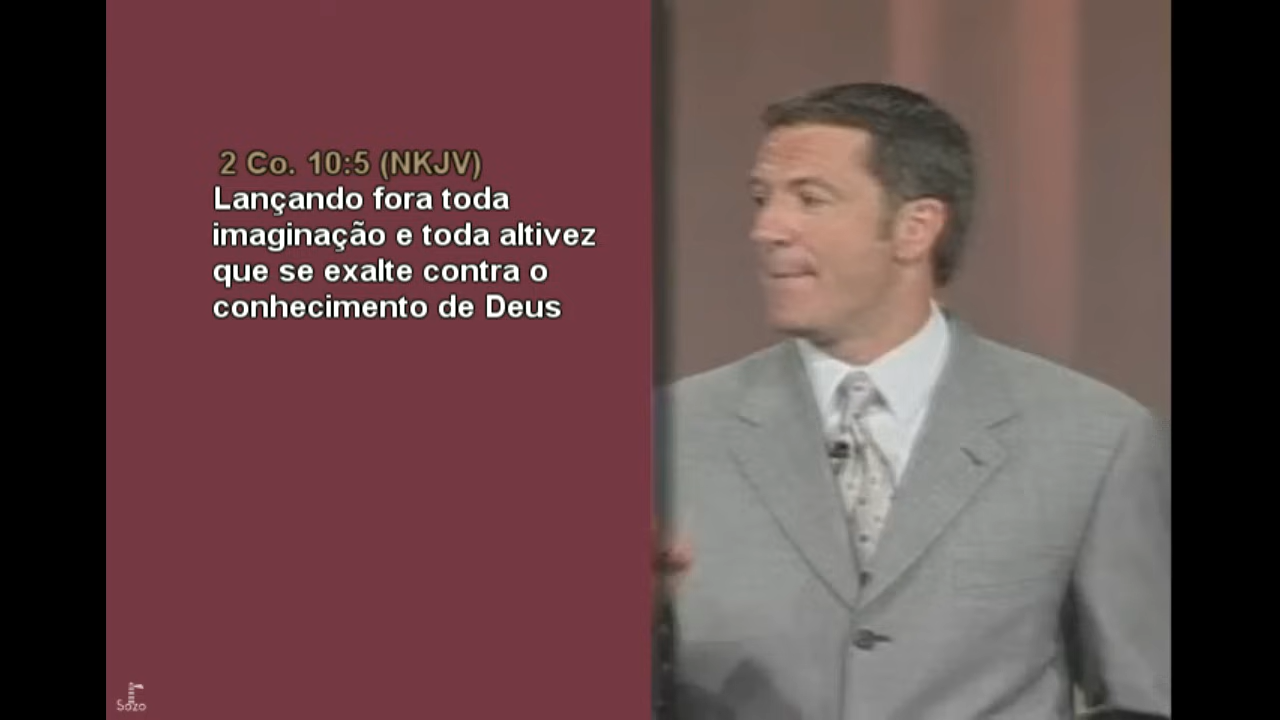 2 Co. 10:5 (NKJV)
Lançando fora toda
imaginação e toda altivez
que se exalte contra o
conhecimento de Deus
Sozo